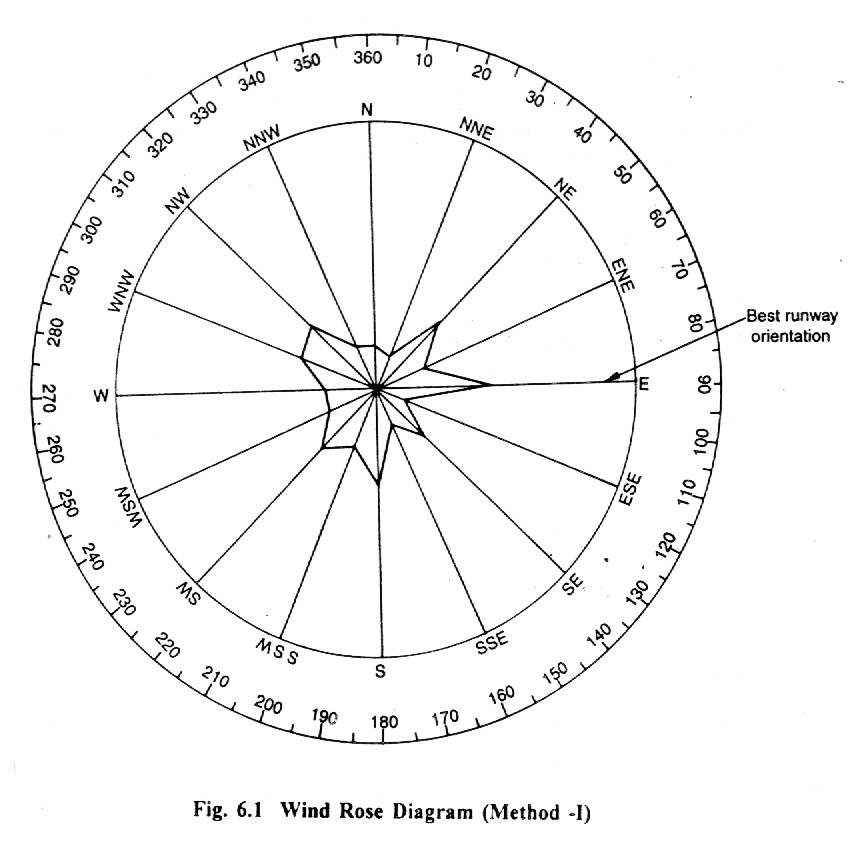 360
10
20
30
40
50
60
70
80
90
100
110
120
130
140
150
160
170
180
190
200
210
220
230
240
250
260
270
280
290
300
310
320
330
340
350
N
NNE
NE
ENE
E
ESE
SE
SSE
S
SSW
SW
WSW
W
WNW
NW
NNW
Best runway
orientation
Fig. 6.1 Wind Rose Diagram (Method -I)